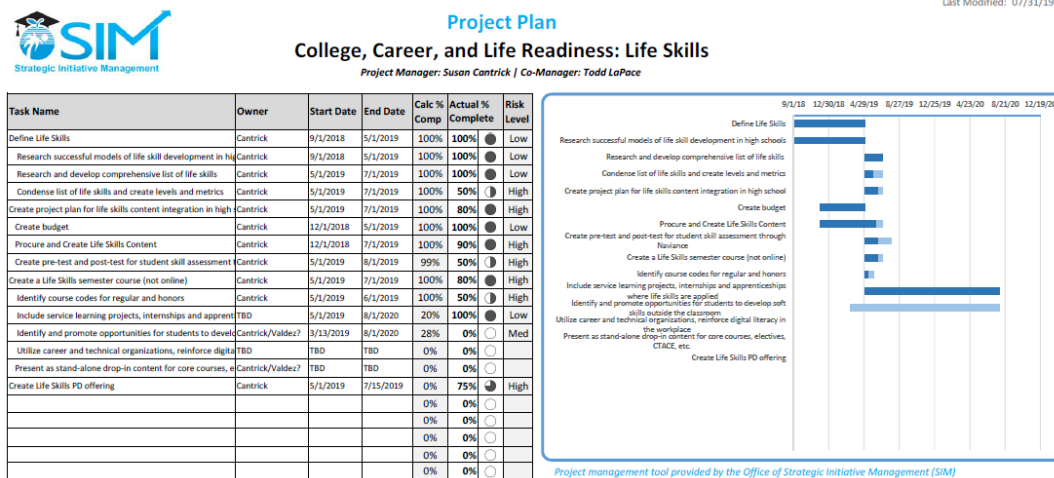 Last Modified: 07/31/19
SIM
Strategic Initiative Management
Project Plan
College, Career, and Life Readiness: Life Skills
Project Manager: Susan Cantrick | Co-Manager: Todd LaPace
Task Name Owner Start Date End Date Calc % Comp Actual % Complete Risk Level
Define Life Skills Cantrick 9/1/2018 5/1/2019 100% 100% Low
Research successful models of life skill development in hig Cantrick 9/1/2018 5/1/2019 100% 100% Low
Research and develop comprehensive list of life skills Cantrick 5/1/2019 7/1/2019 100% 100% Low
Condense list of life skills and create levels and metrics Cantrick 5/1/2019 7/1/2019 100% 50% High
Create project plan for life skills content integration in high Cantrick 5/1/2019 7/1/2019 100% 80% High
Create budget Cantrick 12/1/2018 5/1/2019 100% 100% Low
Procure and Create Life Skills Content Cantrick 12/1/2018 7/1/2019 100% 90% High
Create pre-test and post-test for student skill assessment Cantrick 5/1/2019 8/1/2019 99% 50% High
Create a Life Skills semester course (not online) Cantrick 5/1/2019 7/1/2019 100% 80% High
Identify course codes for regular and honors Cantrick 5/1/2019 6/1/2019 100% 50% High
Include service learning projects, internships and apprent TBD 5/1/2019 8/1/2020 20% 100% Low
Identify and promote opportunities for students to develo Cantrick/Valdez? 3/13/2019 8/1/2020 28% 0% Med
Utilize career and technical organizations, reinforce digita TBD TBD TBD 0% 0%
Present as stand-alone drop-in content for core courses, e Cantrick/Valdez? TBD TBD 0% 0%
Create Life Skills PD offering Cantrick 5/1/2019 7/15/2019 0% 75% High
0% 0%
0% 0%
0% 0%
0% 0%
0% 0%
9/1/18 12/30/18 4/29/19 8/27/19 12/25/19 4/23/20 8/21/20 12/19/20
Define Life Skills
Research successful models of life skill development in high schools
Research and develop comprehensive list of life skills
Condense list of life skills and create levels and metrics
Create project plan for life skills content integration in high school
Create budget
Procure and Create Life Skills Content
Create pre-test and post-test for student skill assessment through
Naviance
Create a Life Skills semester course (not online)
Identify course codes for regular and honors
Include service learning projects, internships and apprenticeships
where life skills are applied
Identify and promote opportunities for students to develop soft
skills outside the classroom
Utilize career and technical organizations, reinforce digital literacy in
the workplace
Present as stand-alone drop-in content for core courses, electives,
CTACE, etc.
Create Life Skills PD offering
Project management tool provided by the Office of Strategic Initiative Management (SIM)